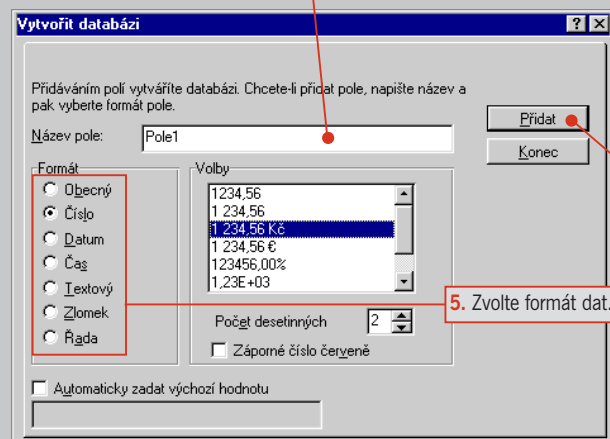 Vytvořit databázi
Přidáváním polí vytváříte databázi. Chcete-li přidat pole, napište název a
pak vyberte formát pole.
Název pole:
Pole1
Přidat
Konec
Formát
Obecný
Číslo
Datum
Čas
Textový
Zlomek
Řada
Volby
1234,56
1 234,56
1 234,56 Kč
1 234,56 €
123456,00%
1,23E+03
Počet desetinných
2
Záporné číslo červeně
5. Zvolte formát dat.
Automaticky zadat výchozí hodnotu